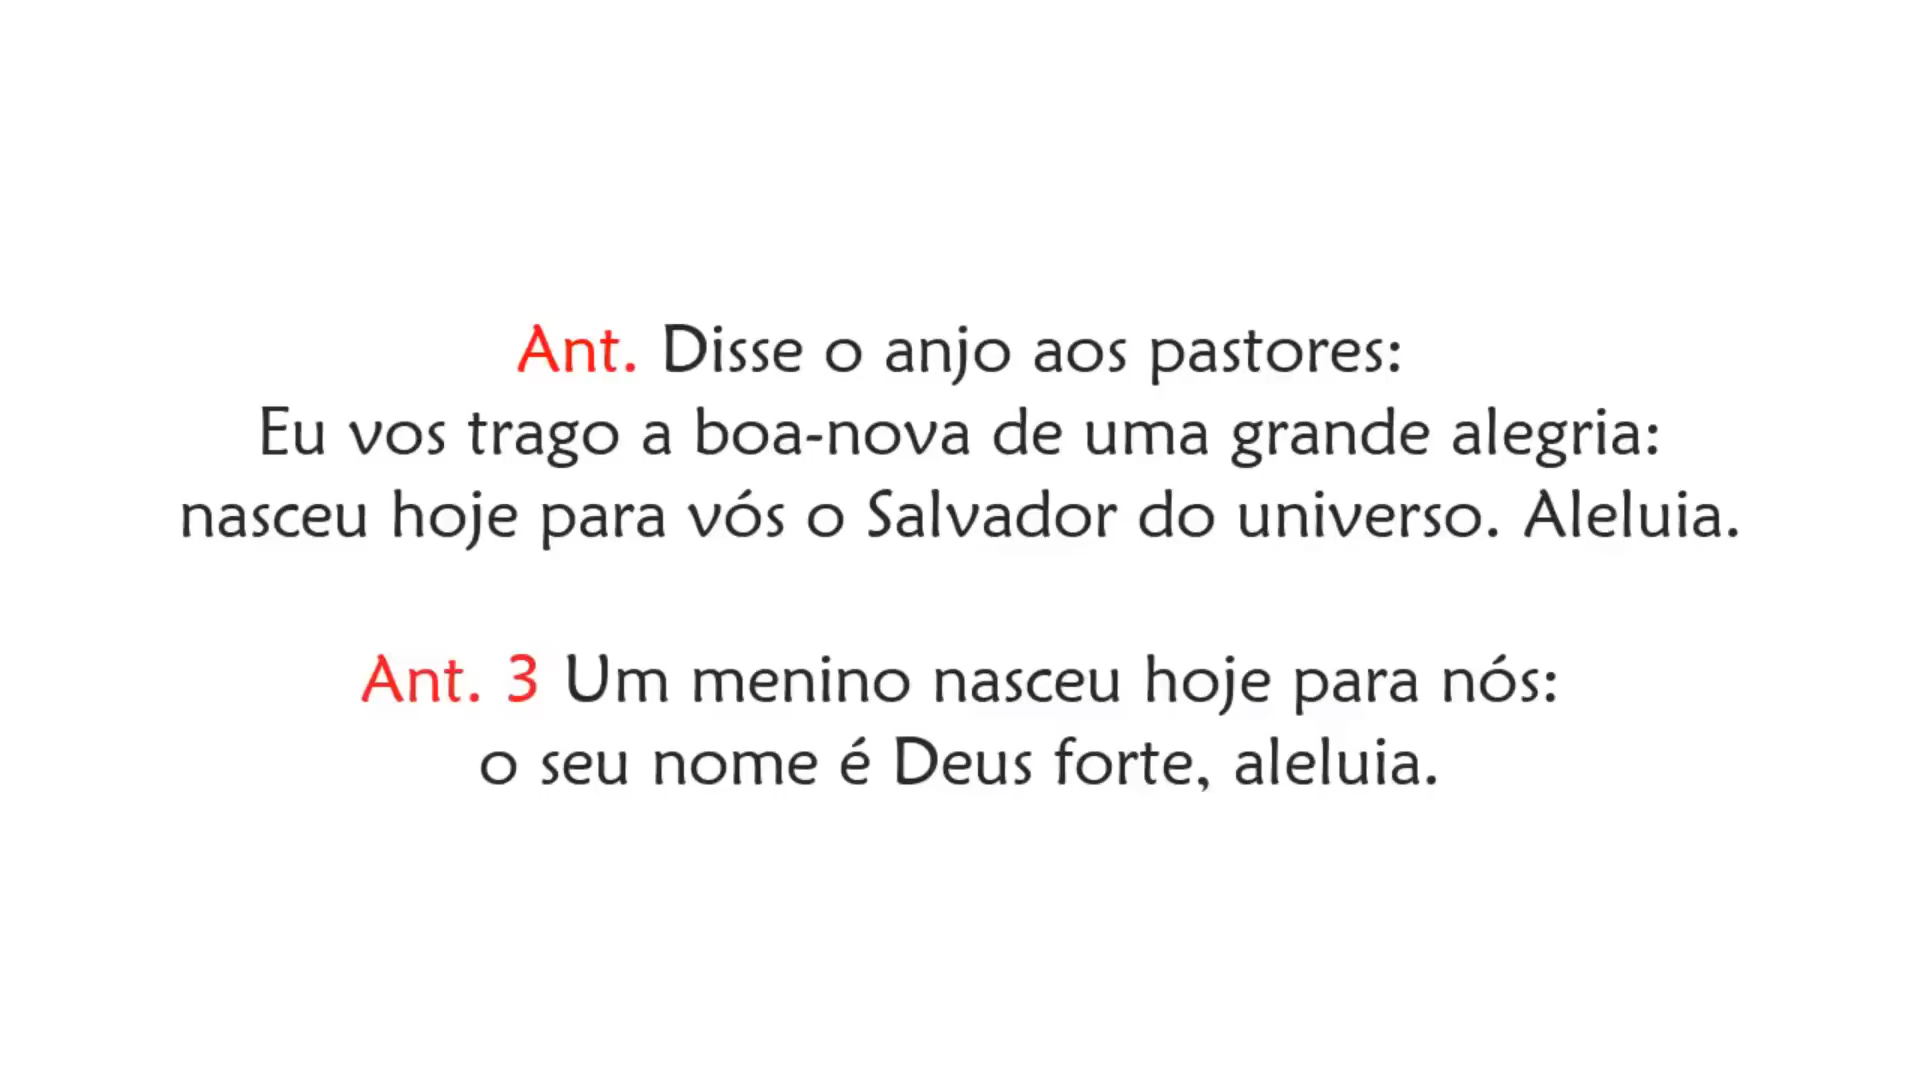 Ant. Disse o anjo aos pastores:
Eu vos trago a boa-nova de uma grande alegria:
nasceu hoje para vós o Salvador do universo. Aleluia.
Ant. 3 Um menino nasceu hoje para nós:
o seu nome é Deus forte, aleluia.